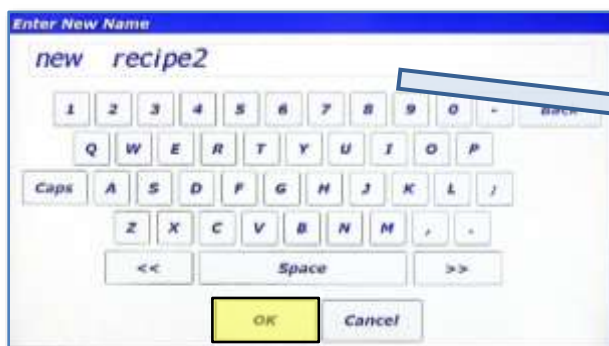 Enter New Name
new recipe2
1 2 3 4 5 6 7 8 9 0 - Back
Q W E R T Y U I O P
Caps A S D F G H J K L /
Z X C V B N M , .
<< Space >>
OK Cancel